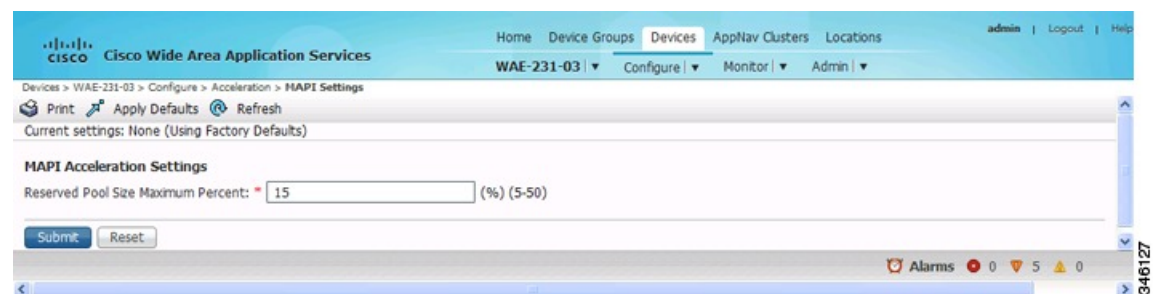 Home Device Groups Devices AppNav Clusters Locations
admin | Logout | Help
CISCO Cisco Wide Area Application Services
WAE-231-03 | Configure | Monitor | Admin |
Devices > WAE-231-03 > Configure > Acceleration > MAPI Settings
Print Apply Defaults Refresh
Current settings: None (Using Factory Defaults)
MAPI Acceleration Settings
Reserved Pool Size Maximum Percent: * 15 (%) (5-50)
Submit Reset
Alarms 0 5 0
346127